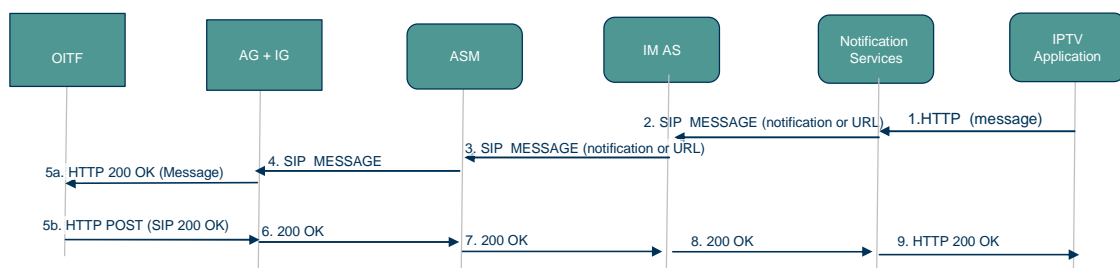 OITF
AG + IG
ASM
IM AS
Notification
Services
IPTV
Application
1.HTTP (message)
2. SIP MESSAGE (notification or URL)
3. SIP MESSAGE (notification or URL)
4. SIP MESSAGE
5a. HTTP 200 OK (Message)
5b. HTTP POST (SIP 200 OK)
6. 200 OK
7. 200 OK
8. 200 OK
9. HTTP 200 OK